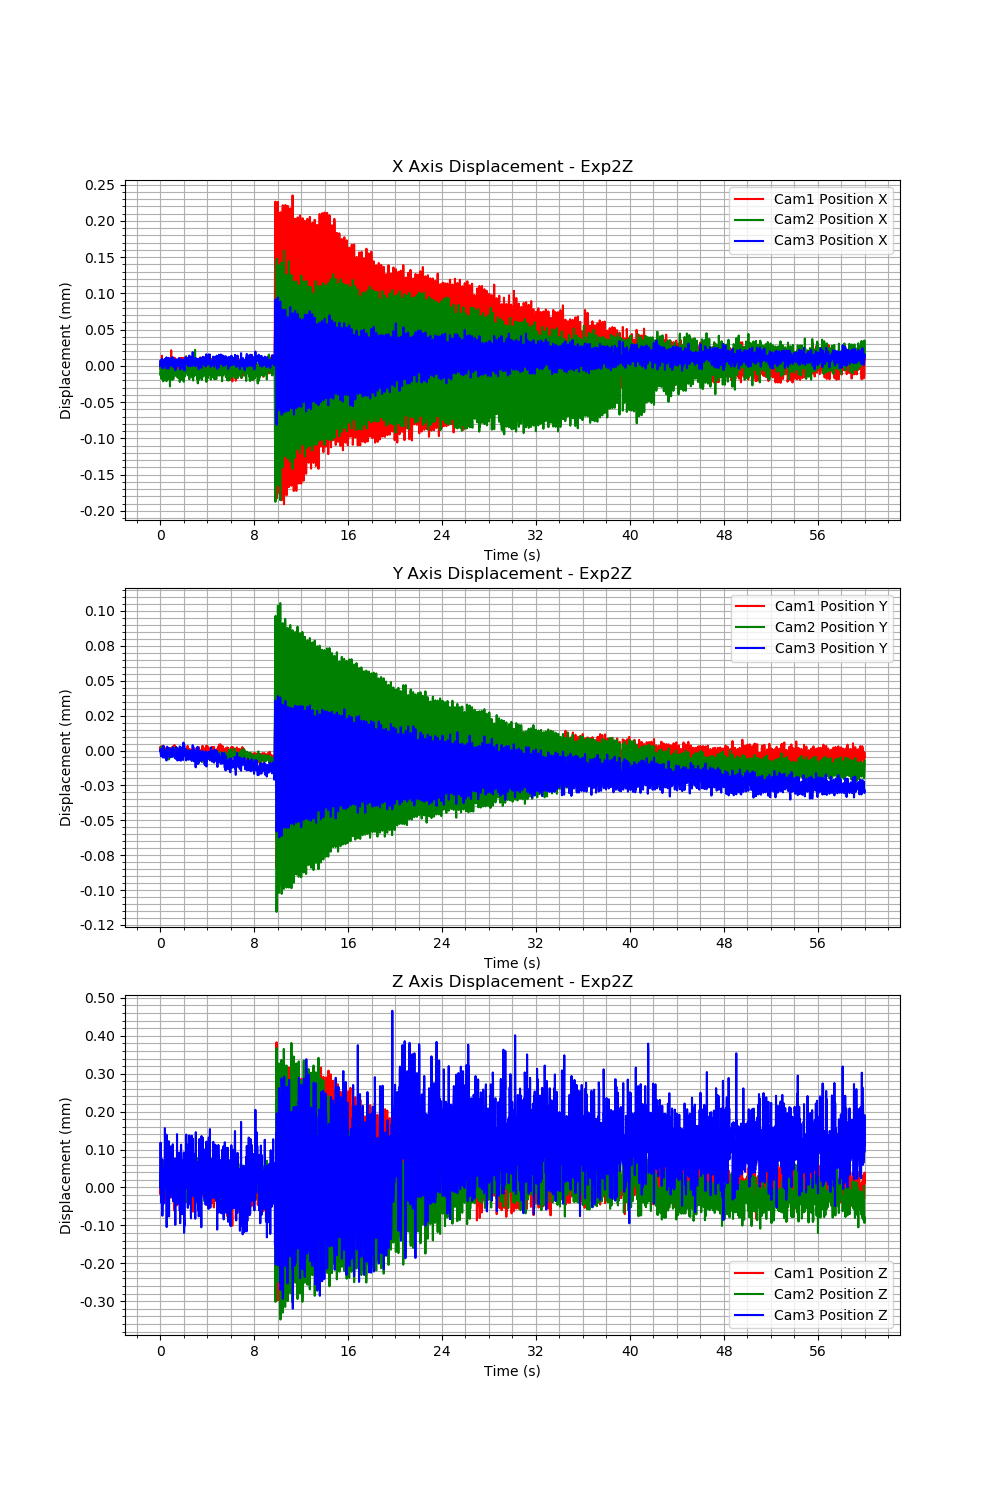 X Axis Displacement - Exp2Z
0.25
0.20
0.15
0.10
0.05
0.00
-0.05
-0.10
-0.15
-0.20
Displacement (mm)
Cam1 Position X
Cam2 Position X
Cam3 Position X
0 8 16 24 32 40 48 56
Time (s)
Y Axis Displacement - Exp2Z
0.10
0.08
0.05
0.02
0.00
-0.03
-0.05
-0.08
-0.10
-0.12
Displacement (mm)
Cam1 Position Y
Cam2 Position Y
Cam3 Position Y
0 8 16 24 32 40 48 56
Time (s)
Z Axis Displacement - Exp2Z
0.50
0.40
0.30
0.20
0.10
0.00
-0.10
-0.20
-0.30
Displacement (mm)
Cam1 Position Z
Cam2 Position Z
Cam3 Position Z
0 8 16 24 32 40 48 56
Time (s)